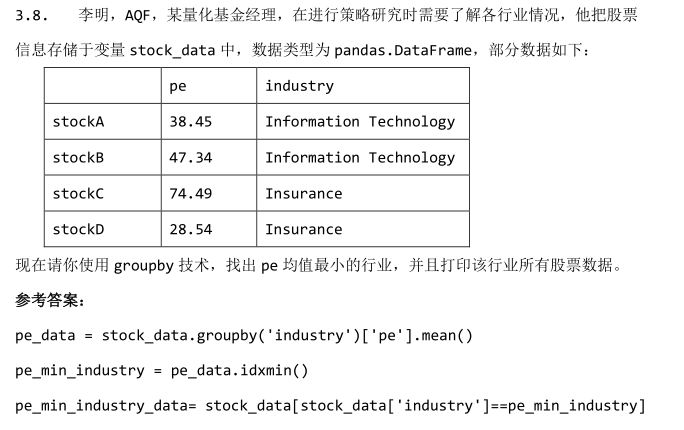 3.8. 李明，AQF，某量化基金经理，在进行策略研究时需要了解各行业情况，他把股票
信息存储于变量 stock_data 中，数据类型为 pandas.DataFrame，部分数据如下：
pe industry
stockA 38.45 Information Technology
stockB 47.34 Information Technology
stockC 74.49 Insurance
stockD 28.54 Insurance
现在请你使用 groupby 技术，找出 pe 均值最小的行业，并且打印该行业所有股票数据。
参考答案：
pe_data = stock_data.groupby('industry')['pe'].mean()
pe_min_industry = pe_data.idxmin()
pe_min_industry_data= stock_data[stock_data['industry']==pe_min_industry]